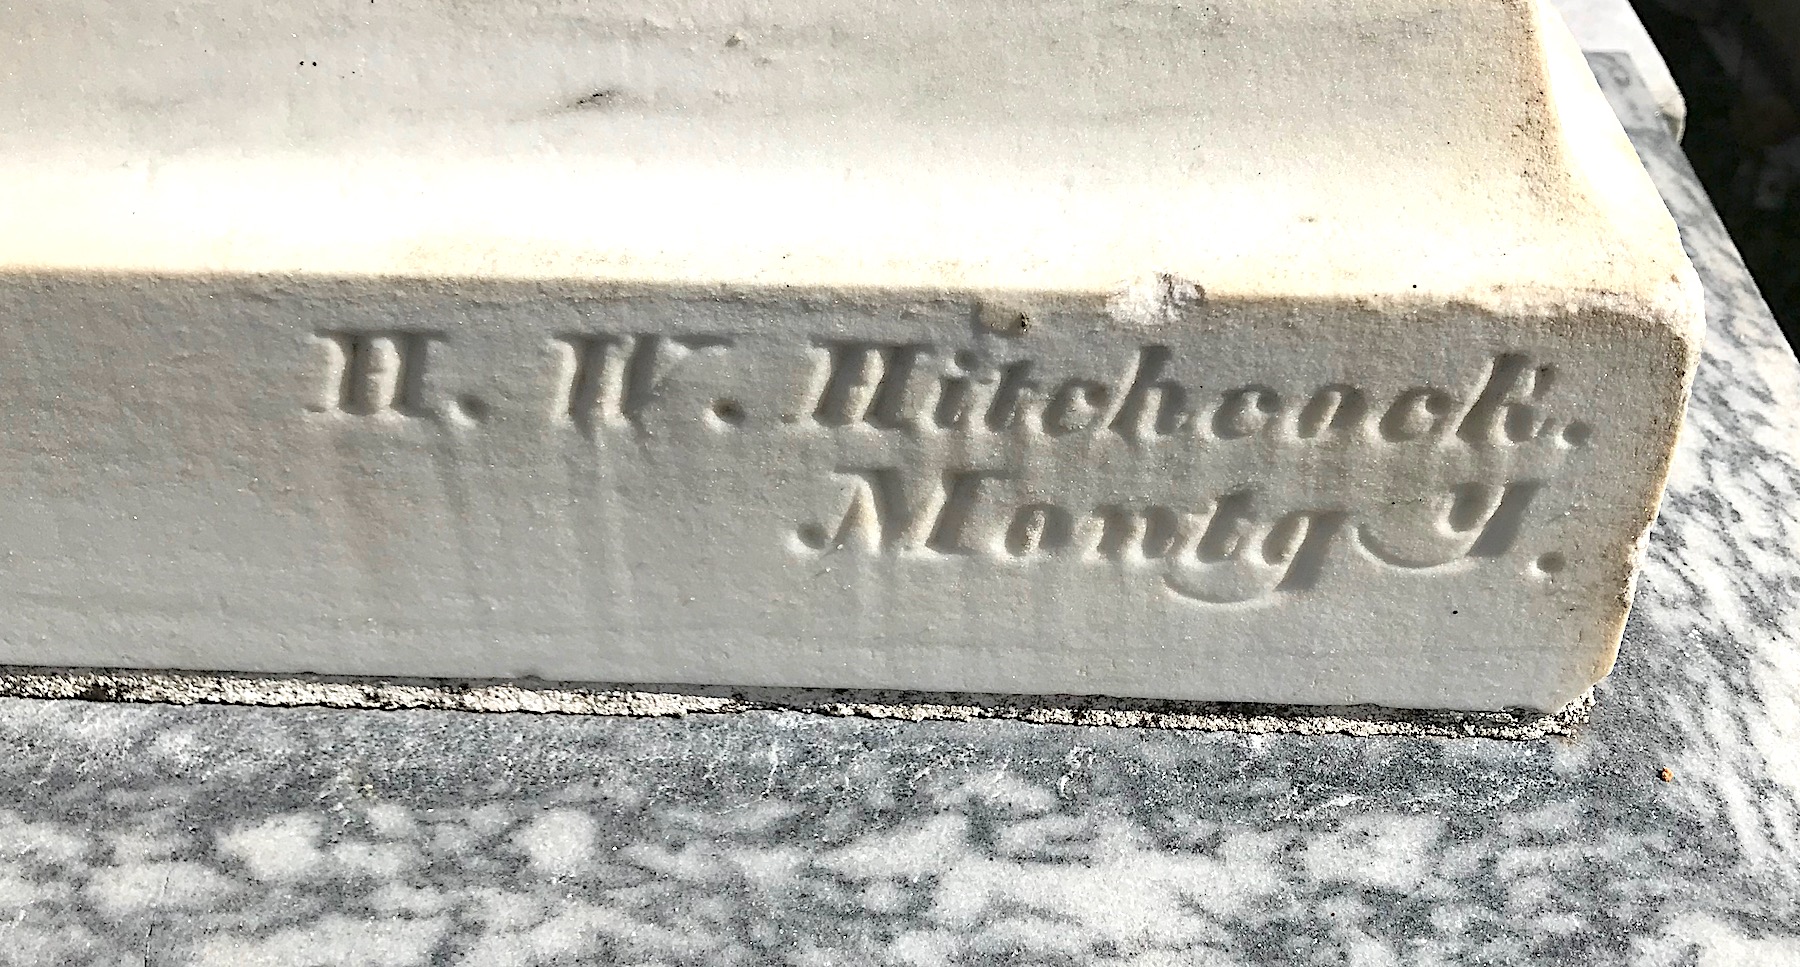 H. W. Hitchcock.
Montg Y.